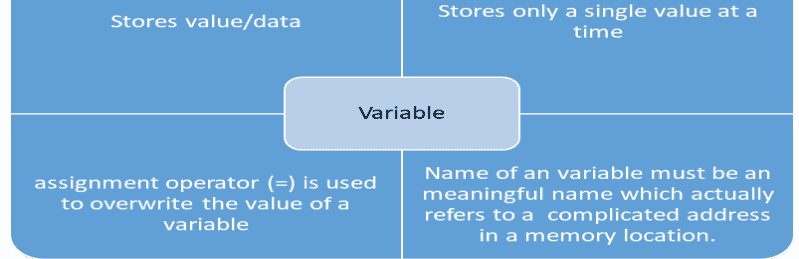 Stores value/data
Stores only a single value at a
time
Variable
assignment operator (=) is used
to overwrite the value of a
variable
Name of an variable must be an
meaningful name which actually
refers to a  complicated address
in a memory location.